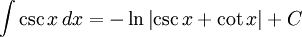 ∫ csc x dx = − ln |csc x + cot x| + C